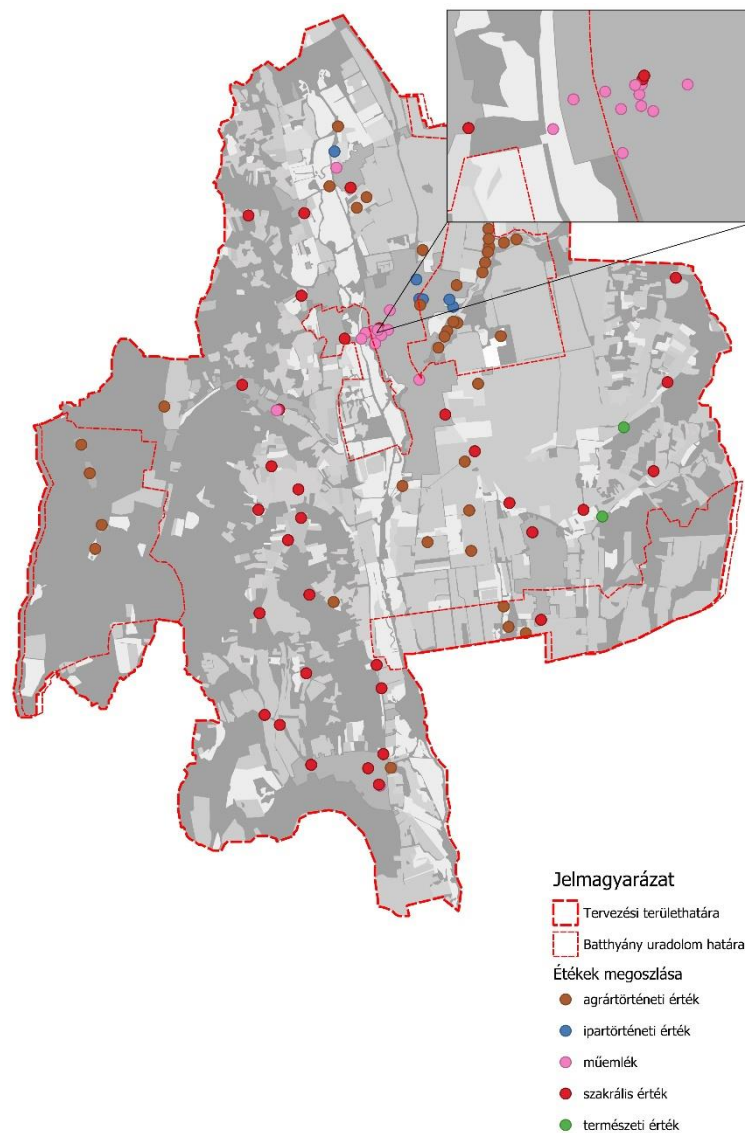 Jelmagyarázat
Tervezési területhatára
Batthyány uradolom határa
Étékek megoszlása
agrártörténeti érték
ipartörténeti érték
műemlék
szakrális érték
természeti érték